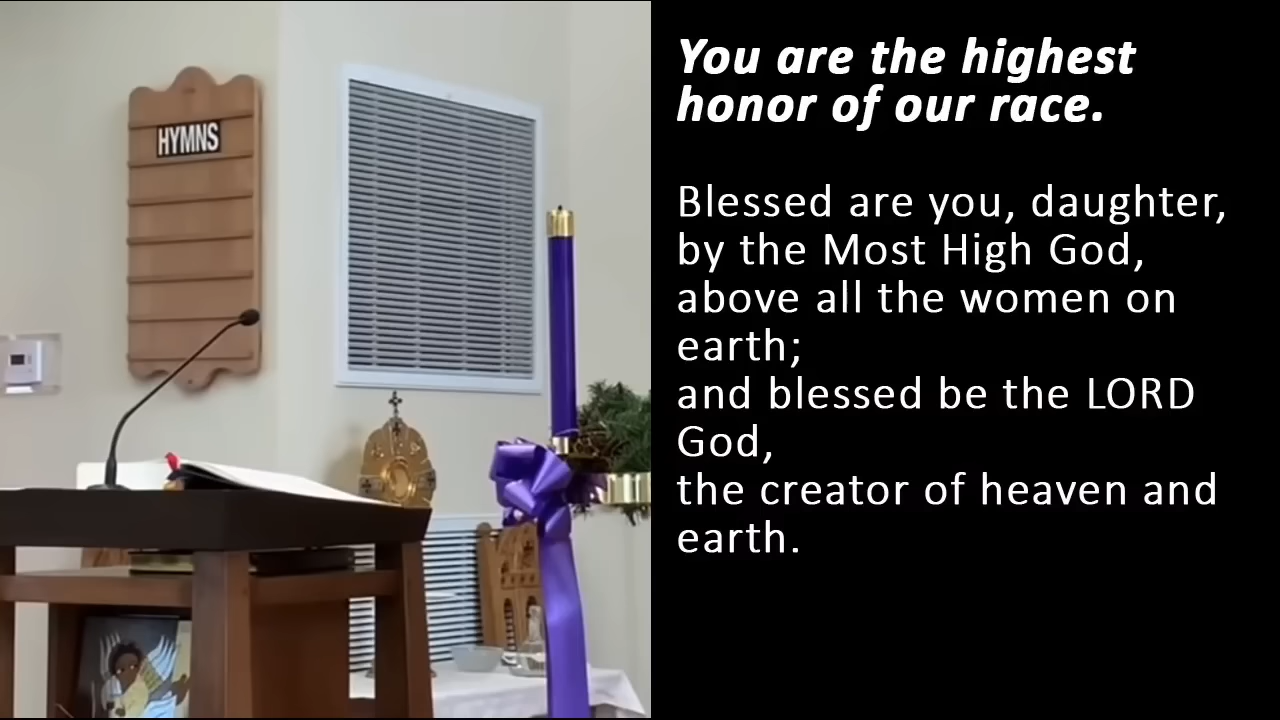 HYMNS
You are the highest
honor of our race.
Blessed are you, daughter,
by the Most High God,
above all the women on
earth;
and blessed be the LORD
God,
the creator of heaven and
earth.